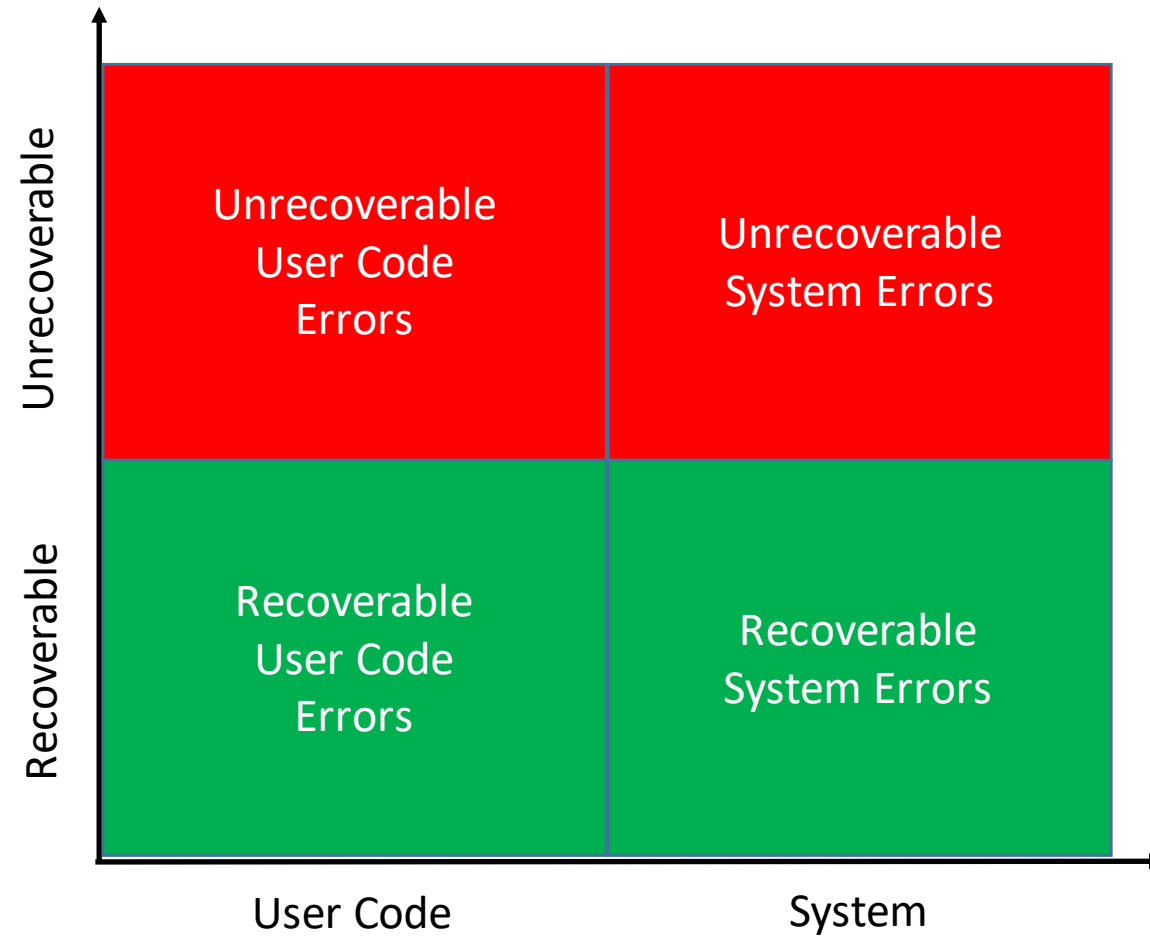 Unrecoverable
Unrecoverable
User Code
Errors
Unrecoverable
System Errors
Recoverable
Recoverable
User Code
Errors
Recoverable
System Errors
User Code
System